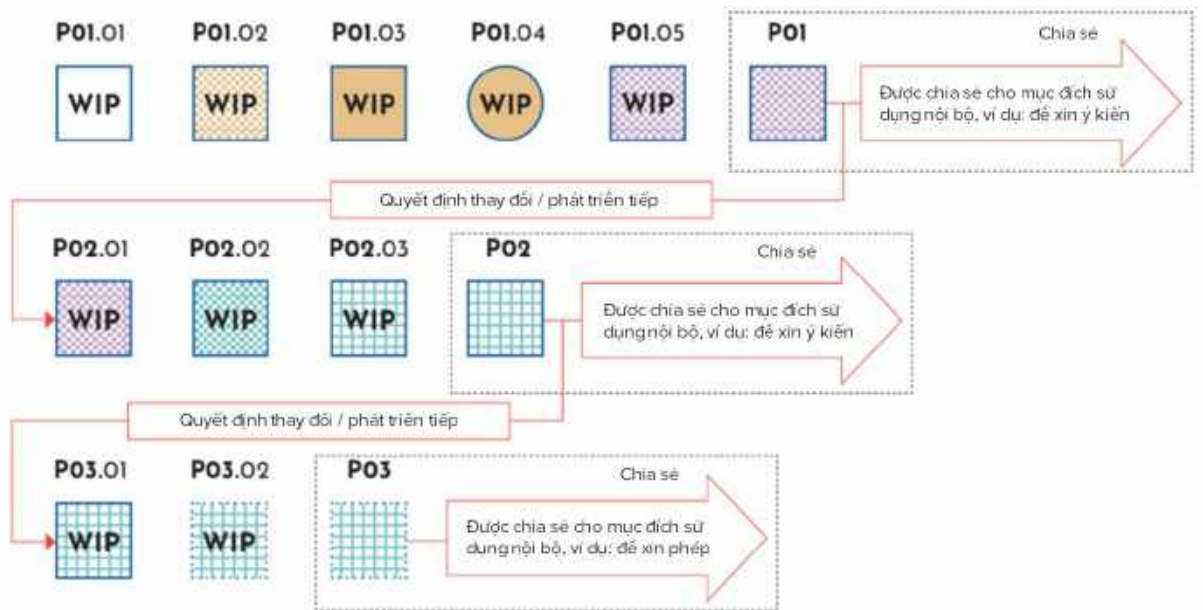 P01.01 P01.02 P01.03 P01.04 P01.05 P01 Chia sẻ
WIP WIP WIP WIP WIP
Được chia sẻ cho mục đích sử
dụng nội bộ, ví dụ: để xin ý kiến
Quyết định thay đổi / phát triển tiếp
P02.01 P02.02 P02.03 P02 Chia sẻ
WIP WIP WIP
Được chia sẻ cho mục đích sử
dụng nội bộ, ví dụ: để xin ý kiến
Quyết định thay đổi / phát triển tiếp
P03.01 P03.02 P03 Chia sẻ
WIP WIP
Được chia sẻ cho mục đích sử
dụng nội bộ, ví dụ: để xin phép